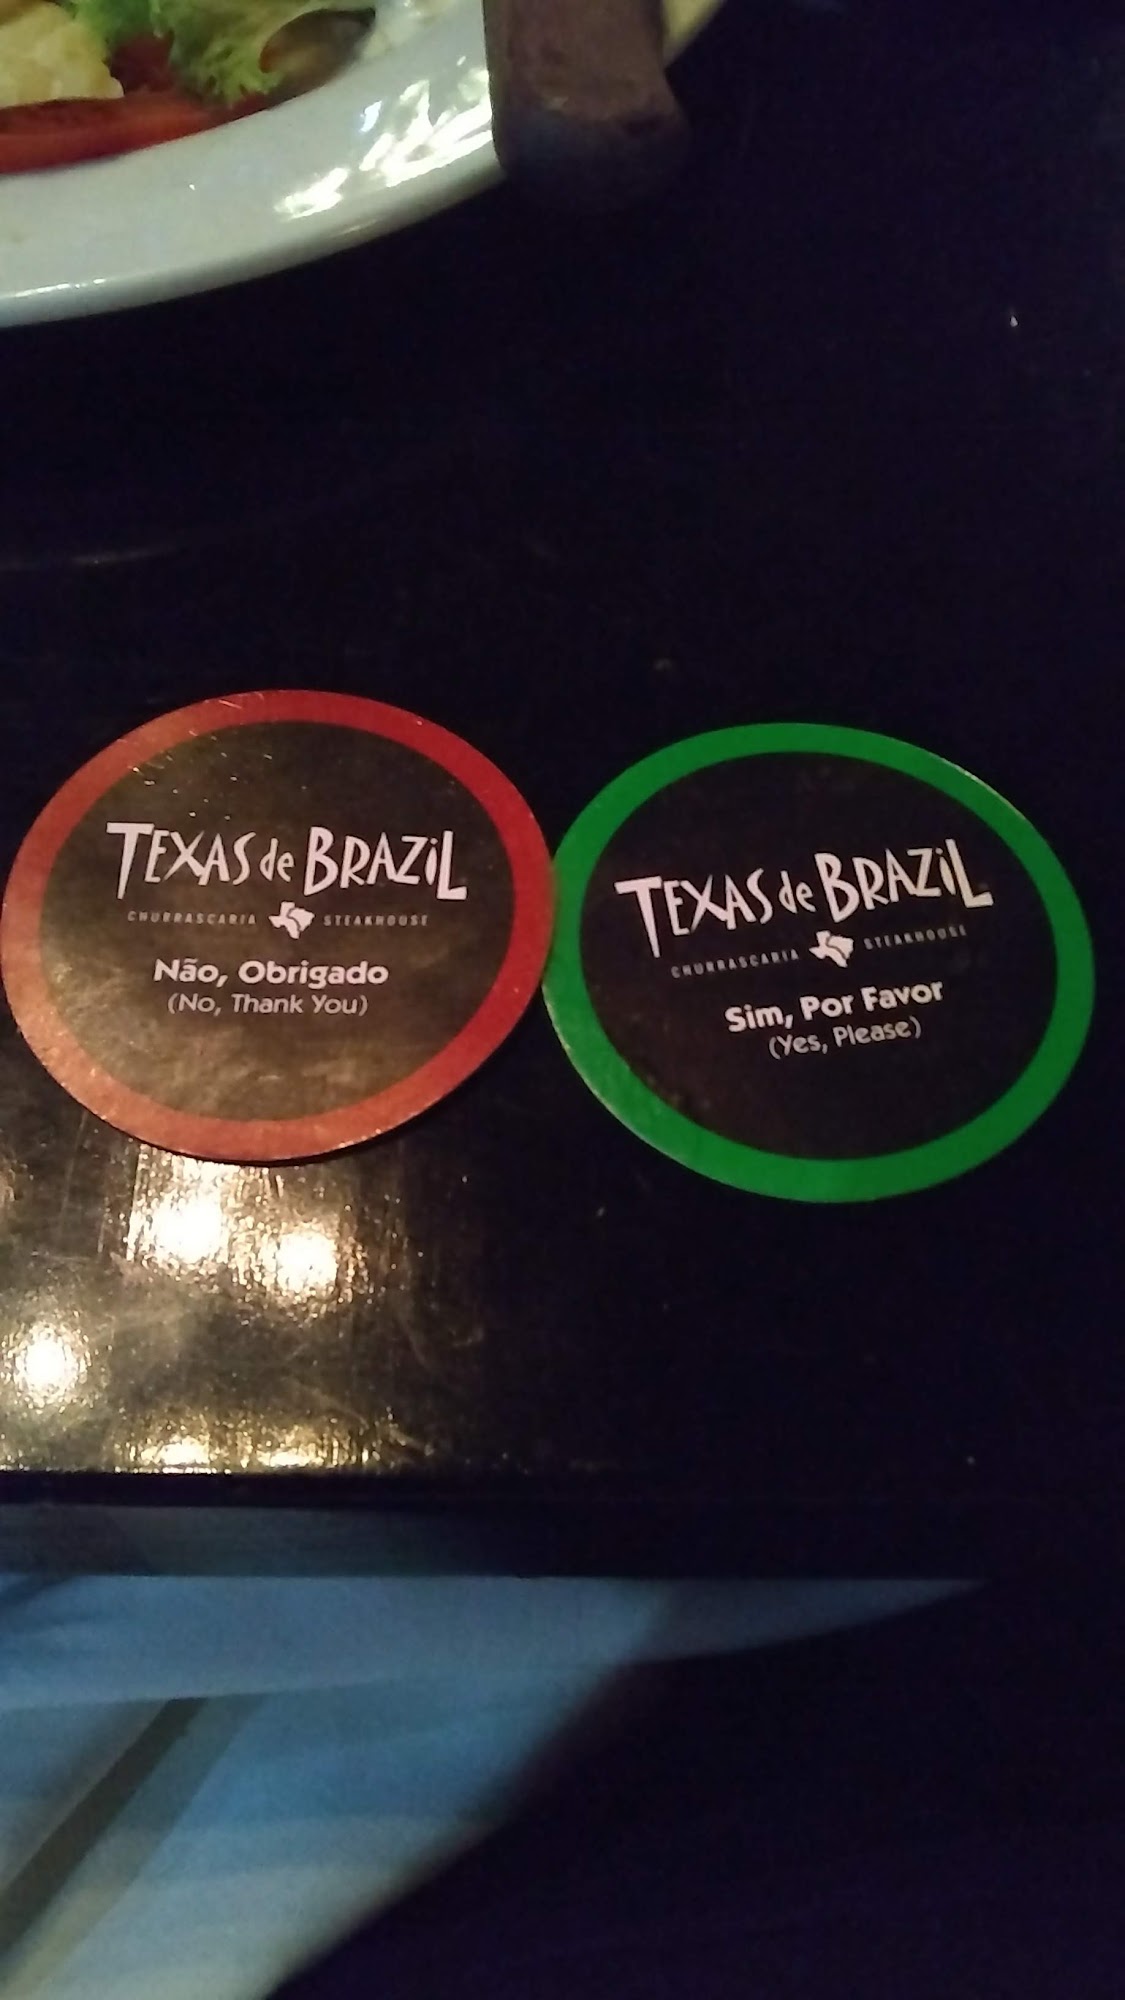 TEXAS de BRAZiL
CHURRASCARIA STEAKHOUSE
Não, Obrigado
(No, Thank You)
TEXAS de BRAZiL
CHURRASCARIA STEAKHOUSE
Sim, Por Favor
(Yes, Please)